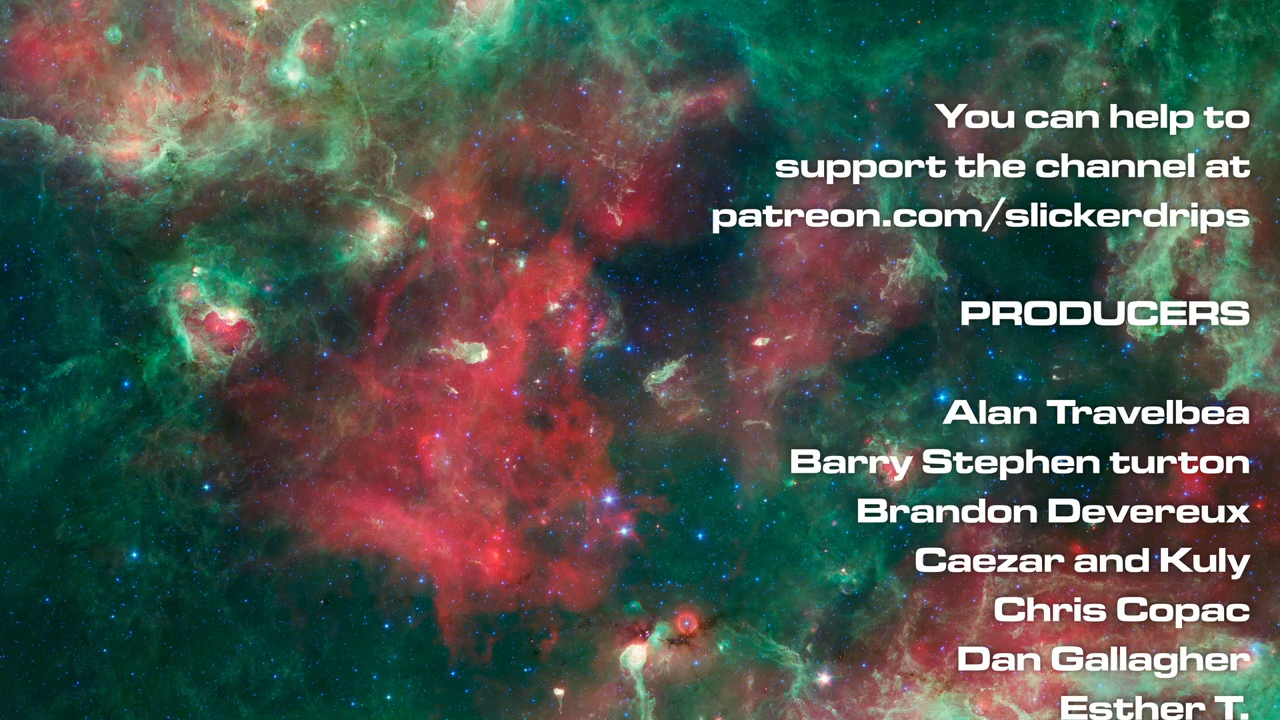 You can help to
support the channel at
patreon.com/slickerdrips
PRODUCERS
Alan Travelbea
Barry Stephen turton
Brandon Devereux
Caezar and Kuly
Chris Copac
Dan Gallagher
Esther T.